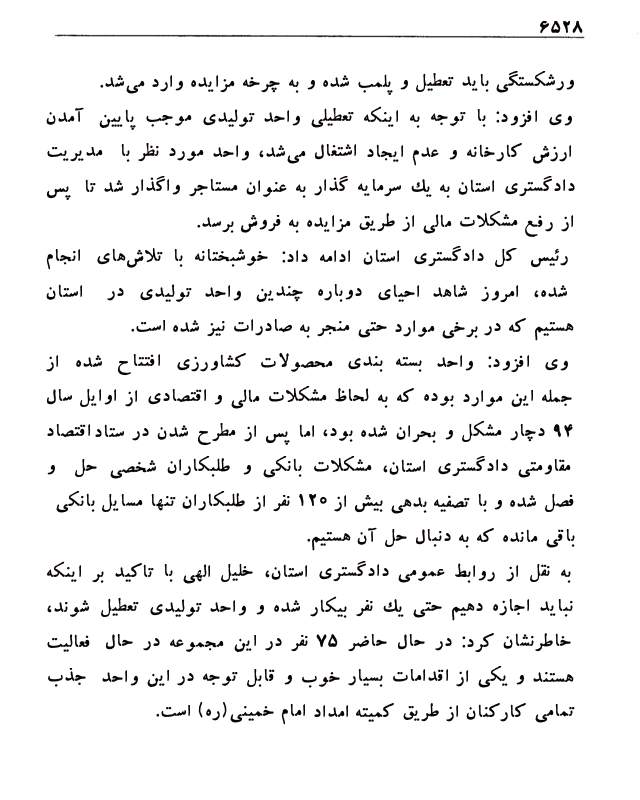 ۶۵۲۸
ورشکستگی باید تعطیل و پلمب شده و به چرخه مزایده وارد می‌شد.
وی افزود: با توجه به اینکه تعطیلی واحد تولیدی موجب پایین آمدن
ارزش کارخانه و عدم ایجاد اشتغال می‌شد، واحد مورد نظر با مدیریت
دادگستری استان به یك سرمایه گذار به عنوان مستاجر واگذار شد تا پس
از رفع مشکلات مالی از طریق مزایده به فروش برسد.
رئیس کل دادگستری استان ادامه داد: خوشبختانه با تلاش‌های انجام
شده، امروز شاهد احیای دوباره چندین واحد تولیدی در استان
هستیم که در برخی موارد حتی منجر به صادرات نیز شده است.
وی افزود: واحد بسته بندی محصولات کشاورزی افتتاح شده از
جمله این موارد بوده که به لحاظ مشکلات مالی و اقتصادی از اوایل سال
۹۴ دچار مشکل و بحران شده بود، اما پس از مطرح شدن در ستاد اقتصاد
مقاومتی دادگستری استان، مشکلات بانکی و طلبکاران شخصی حل و
فصل شده و با تصفیه بدهی بیش از ۱۲۰ نفر از طلبکاران تنها مسایل بانکی
باقی مانده که به دنبال حل آن هستیم.
به نقل از روابط عمومی دادگستری استان، خلیل الهی با تاکید بر اینکه
نباید اجازه دهیم حتی یك نفر بیکار شده و واحد تولیدی تعطیل شوند،
خاطرنشان کرد: در حال حاضر ۷۵ نفر در این مجموعه در حال فعالیت
هستند و یکی از اقدامات بسیار خوب و قابل توجه در این واحد جذب
تمامی کارکنان از طریق کمیته امداد امام خمینی(ره) است.